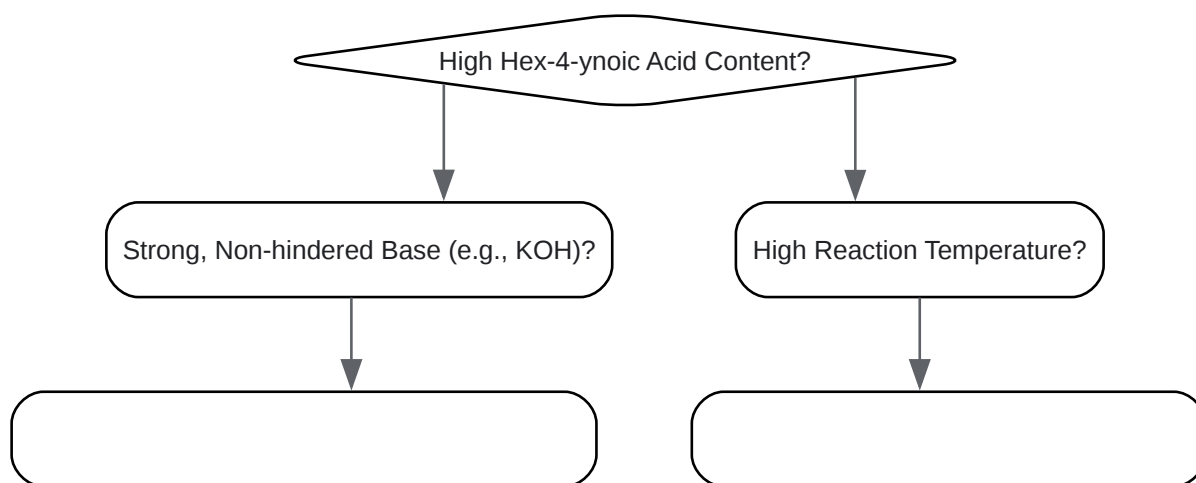 High Hex-4-ynoic Acid Content?
Strong, Non-hindered Base (e.g., KOH)?
High Reaction Temperature?